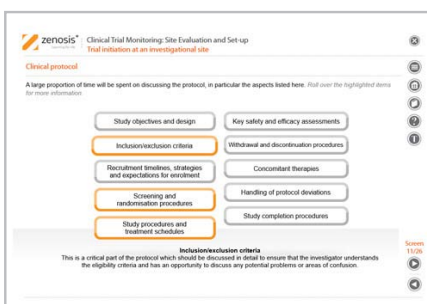 zenosis
Clinical Trial Monitoring: Site Evaluation and Set-up
Trial initiation at an investigational site
Clinical protocol
A large proportion of time will be spent on discussing the protocol, in particular the aspects listed here. Roll over the highlighted items
for more information
Study objectives and design
Key safety and efficacy assessments
Inclusion/exclusion criteria
Withdrawal and discontinuation procedures
Recruitment timelines, strategies
and expectations for enrolment
Concomitant therapies
Screening and
randomisation procedures
Handling of protocol deviations
Study procedures and
treatment schedules
Study completion procedures
Inclusion/exclusion criteria
This is a critical part of the protocol which should be discussed in detail to ensure that the investigator understands
the eligibility criteria and has an opportunity to discuss any potential problems or areas of confusion.
Screen
11/26